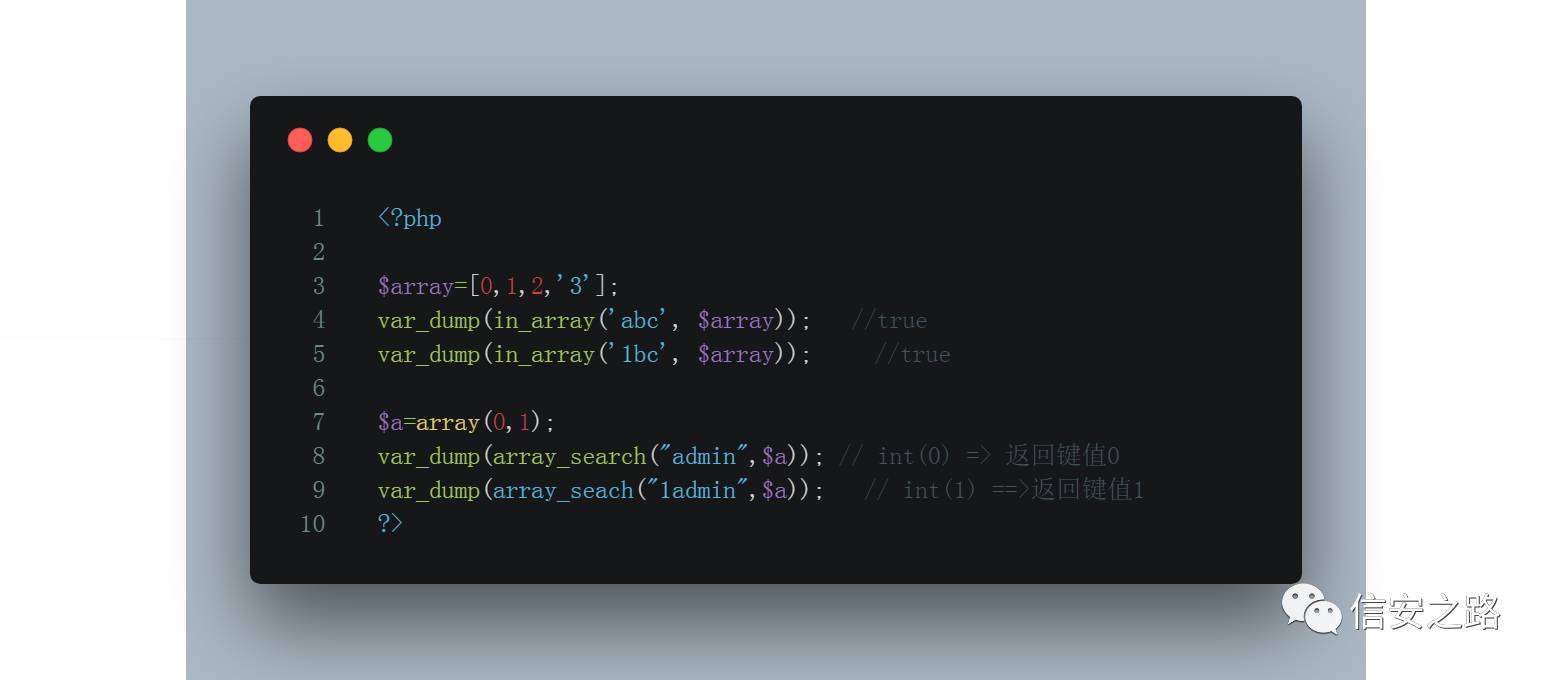 1 <?php
2
3 $array=[0,1,2,'3'];
4 var_dump(in_array('abc', $array)); //true
5 var_dump(in_array('1bc', $array)); //true
6
7 $a=array(0,1);
8 var_dump(array_search("admin",$a)); // int(0) => 返回键值0
9 var_dump(array_seach("1admin",$a)); // int(1) ==>返回键值1
10 ?>
信安之路